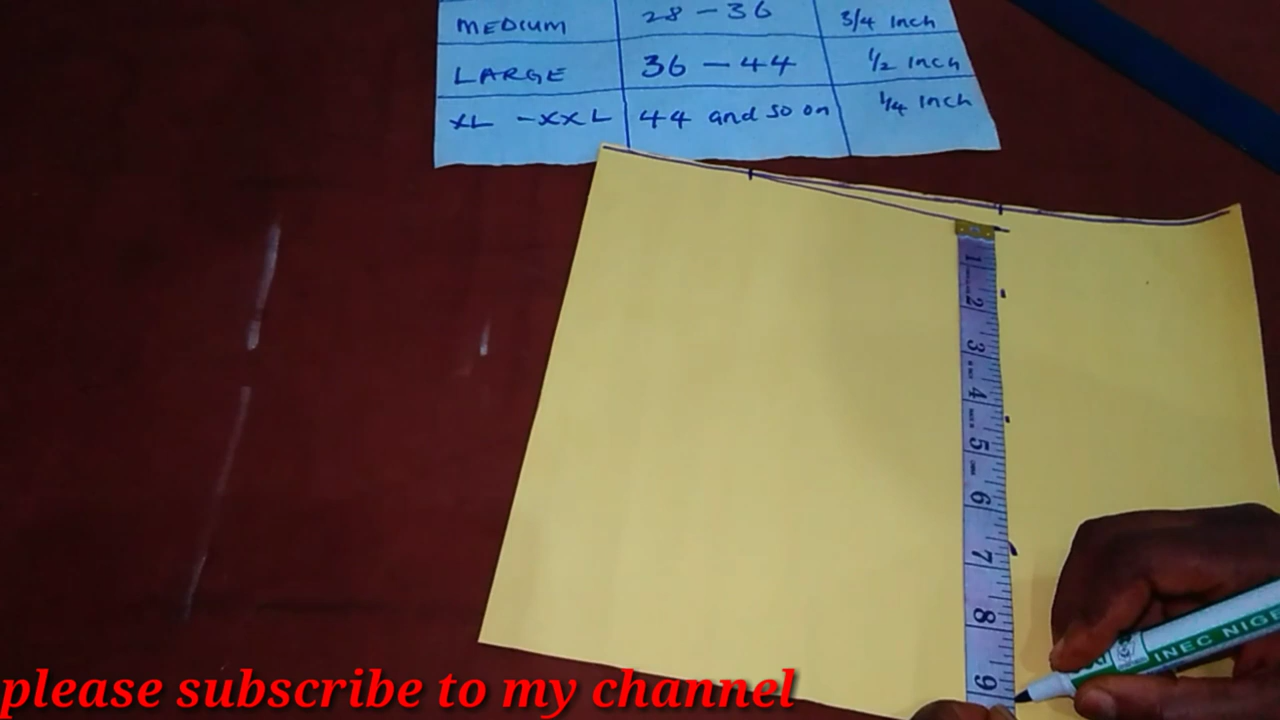 MEDIUM 28 - 36 3/4 Inch
LARGE 36 - 44 1/2 Inch
XL - XXL 44 and so on 1/4 Inch
1
2
3
4
5
6
7
8
9
INEC NIGE
please subscribe to my channel